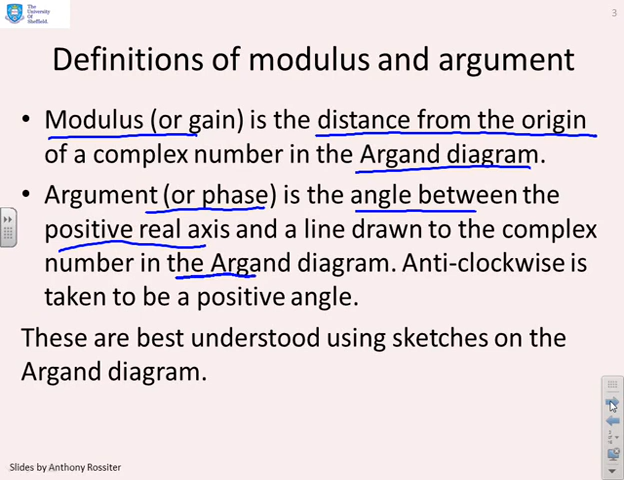 The
University
Of
Sheffield.
3
Definitions of modulus and argument
• Modulus (or gain) is the distance from the origin
of a complex number in the Argand diagram.
• Argument (or phase) is the angle between the
positive real axis and a line drawn to the complex
number in the Argand diagram. Anti-clockwise is
taken to be a positive angle.
These are best understood using sketches on the
Argand diagram.
Slides by Anthony Rossiter